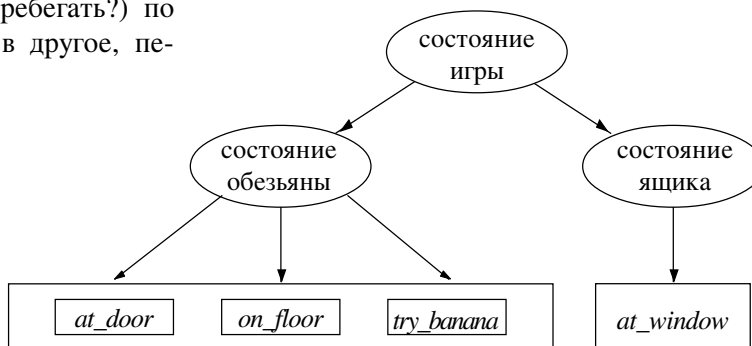 ребегать?) по
в другое, пе-
состояние
игры
состояние
обезьяны
состояние
ящика
at_door on_floor try_banana at_window